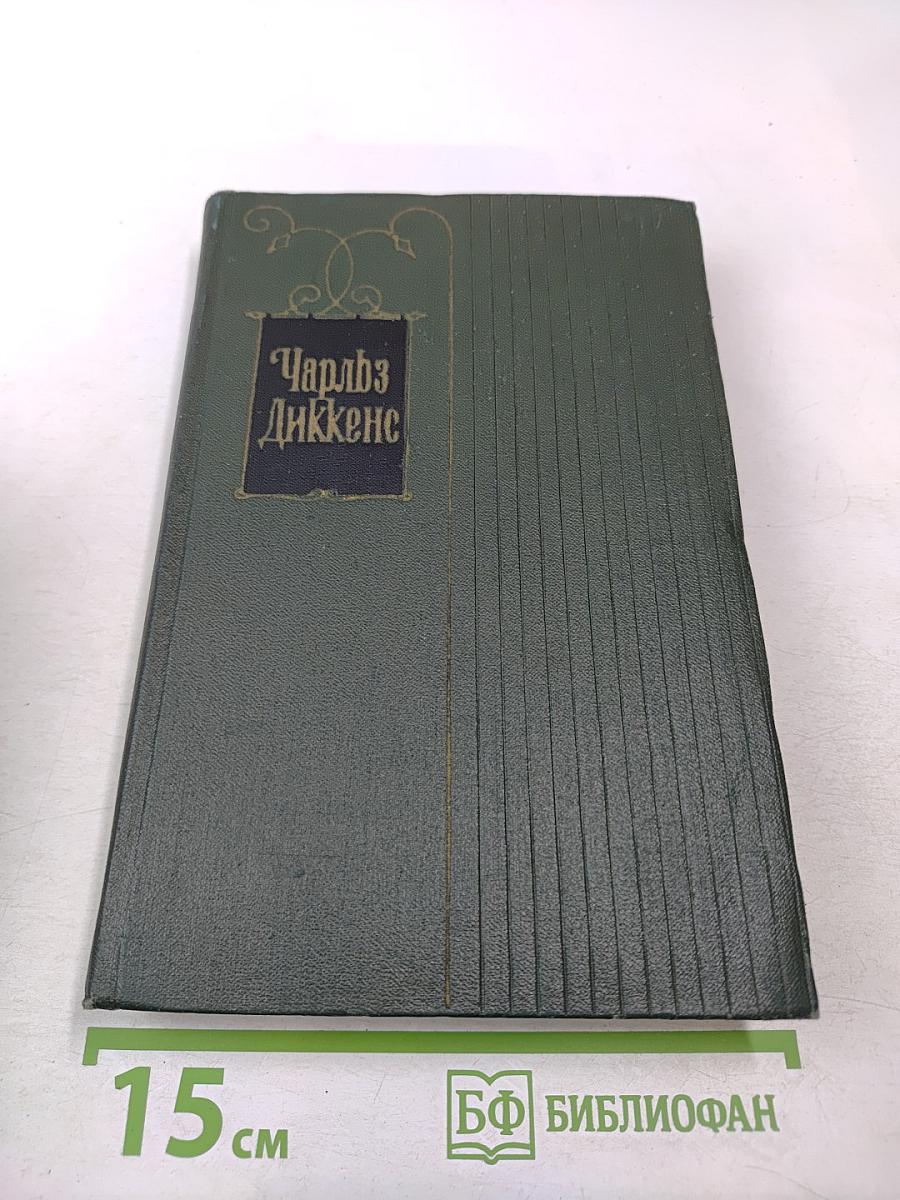 Чарльз
Диккенс
15 см
БФ БИБЛИОФАН